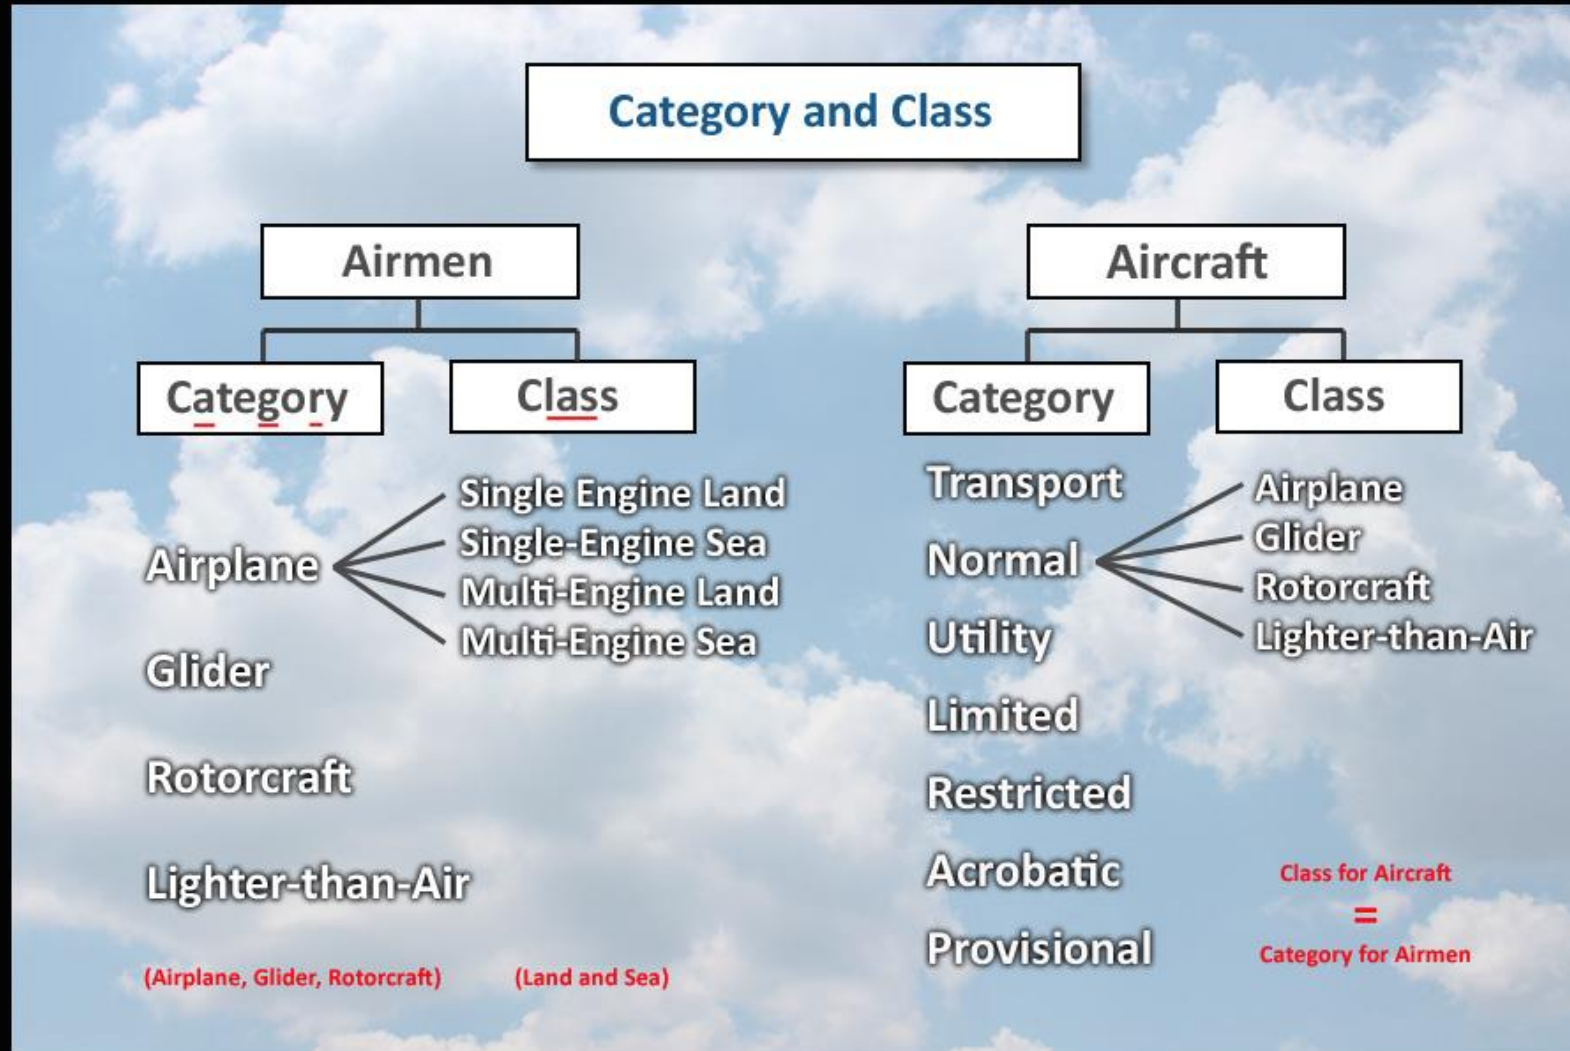 Category and Class
Airmen
Category
Class
Airplane
Single Engine Land
Single-Engine Sea
Multi-Engine Land
Multi-Engine Sea
Glider
Rotorcraft
Lighter-than-Air
(Airplane, Glider, Rotorcraft)
(Land and Sea)
Aircraft
Category
Class
Transport
Normal
Utility
Limited
Restricted
Acrobatic
Provisional
Airplane
Glider
Rotorcraft
Lighter-than-Air
Class for Aircraft
=
Category for Airmen